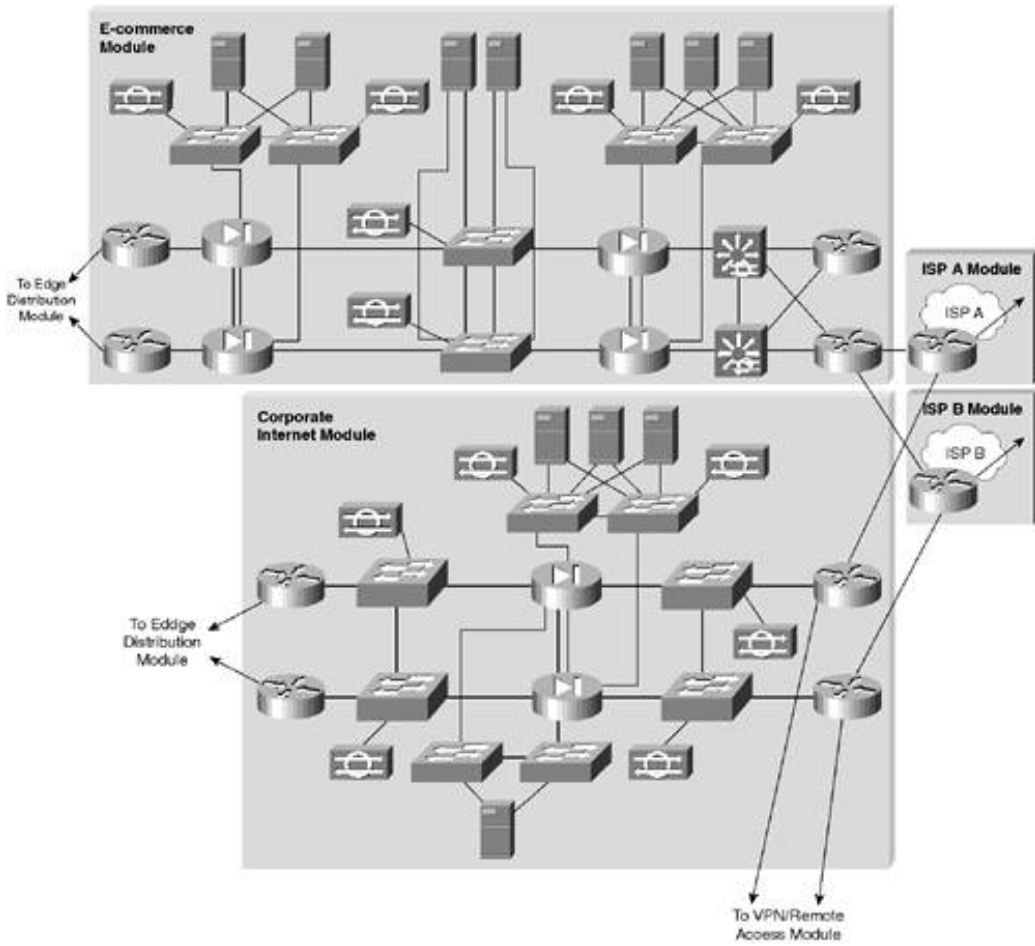 E-commerce
Module
To Edge
Distribution
Module
ISP A Module
ISP A
ISP B Module
ISP B
Corporate
Internet Module
To Eddge
Distribution
Module
To VPN/Remote
Access Module